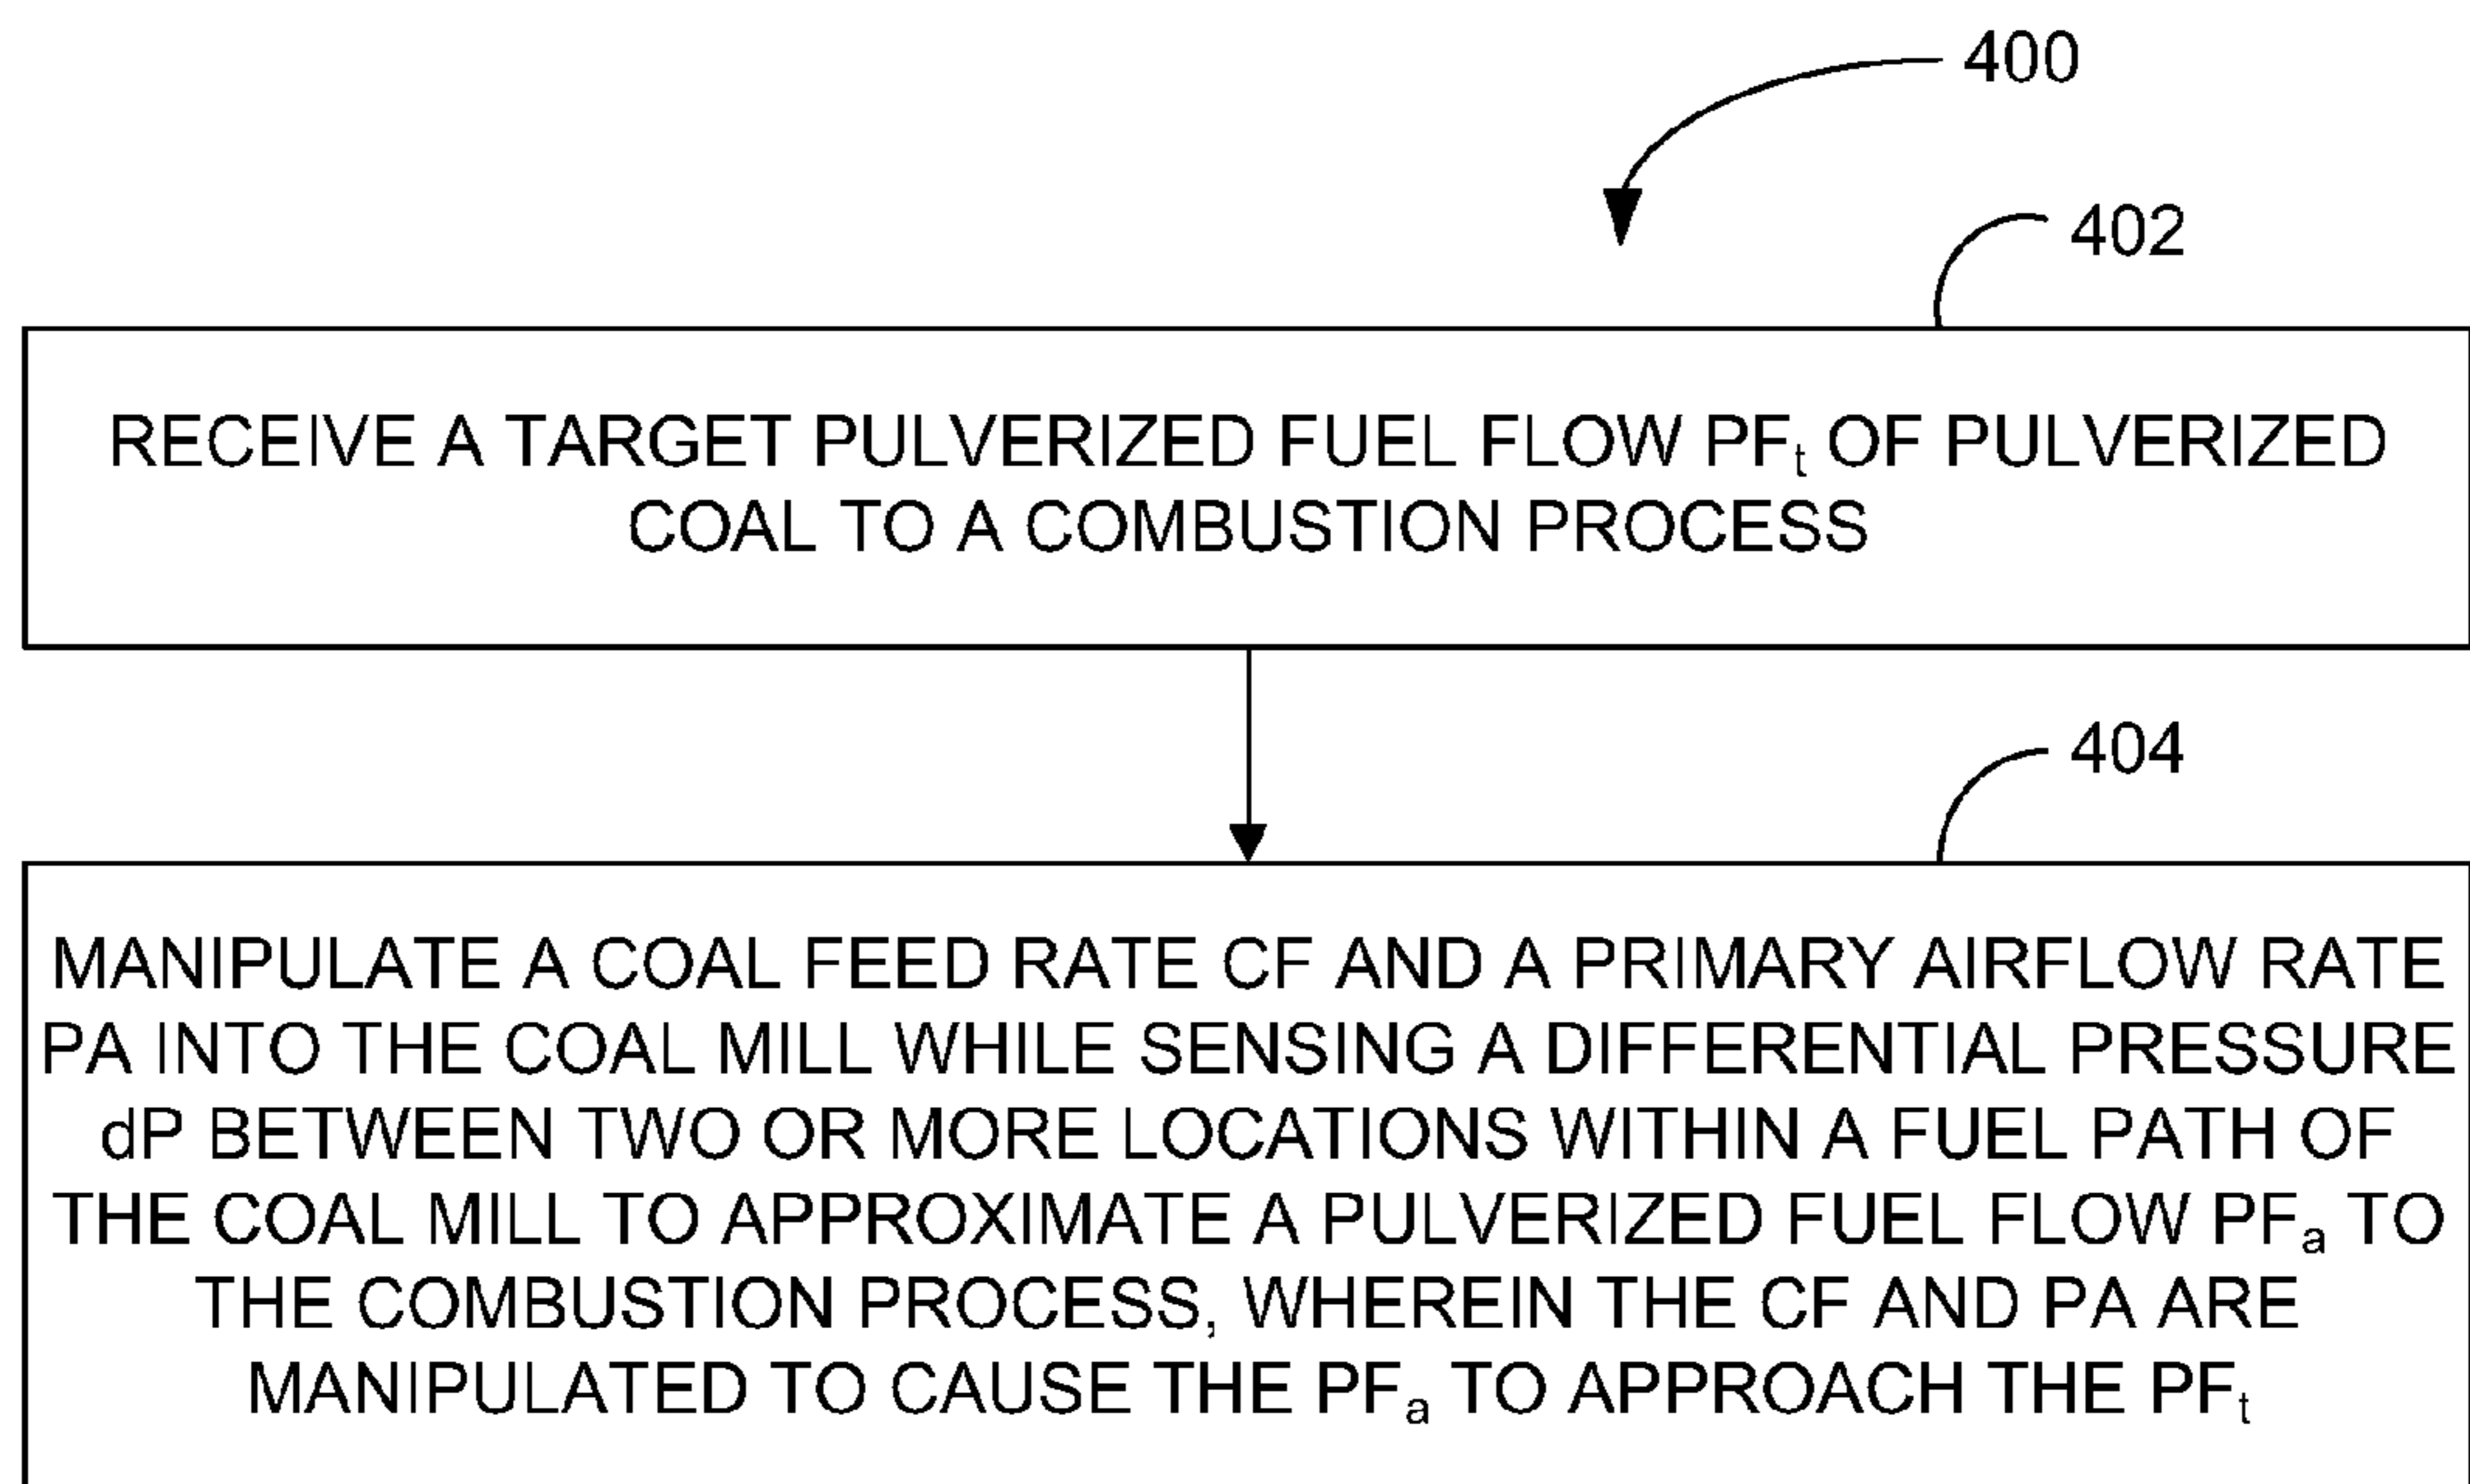 400
402
RECEIVE A TARGET PULVERIZED FUEL FLOW PFt OF PULVERIZED
COAL TO A COMBUSTION PROCESS
404
MANIPULATE A COAL FEED RATE CF AND A PRIMARY AIRFLOW RATE
PA INTO THE COAL MILL WHILE SENSING A DIFFERENTIAL PRESSURE
dP BETWEEN TWO OR MORE LOCATIONS WITHIN A FUEL PATH OF
THE COAL MILL TO APPROXIMATE A PULVERIZED FUEL FLOW PFa TO
THE COMBUSTION PROCESS, WHEREIN THE CF AND PA ARE
MANIPULATED TO CAUSE THE PFa TO APPROACH THE PFt